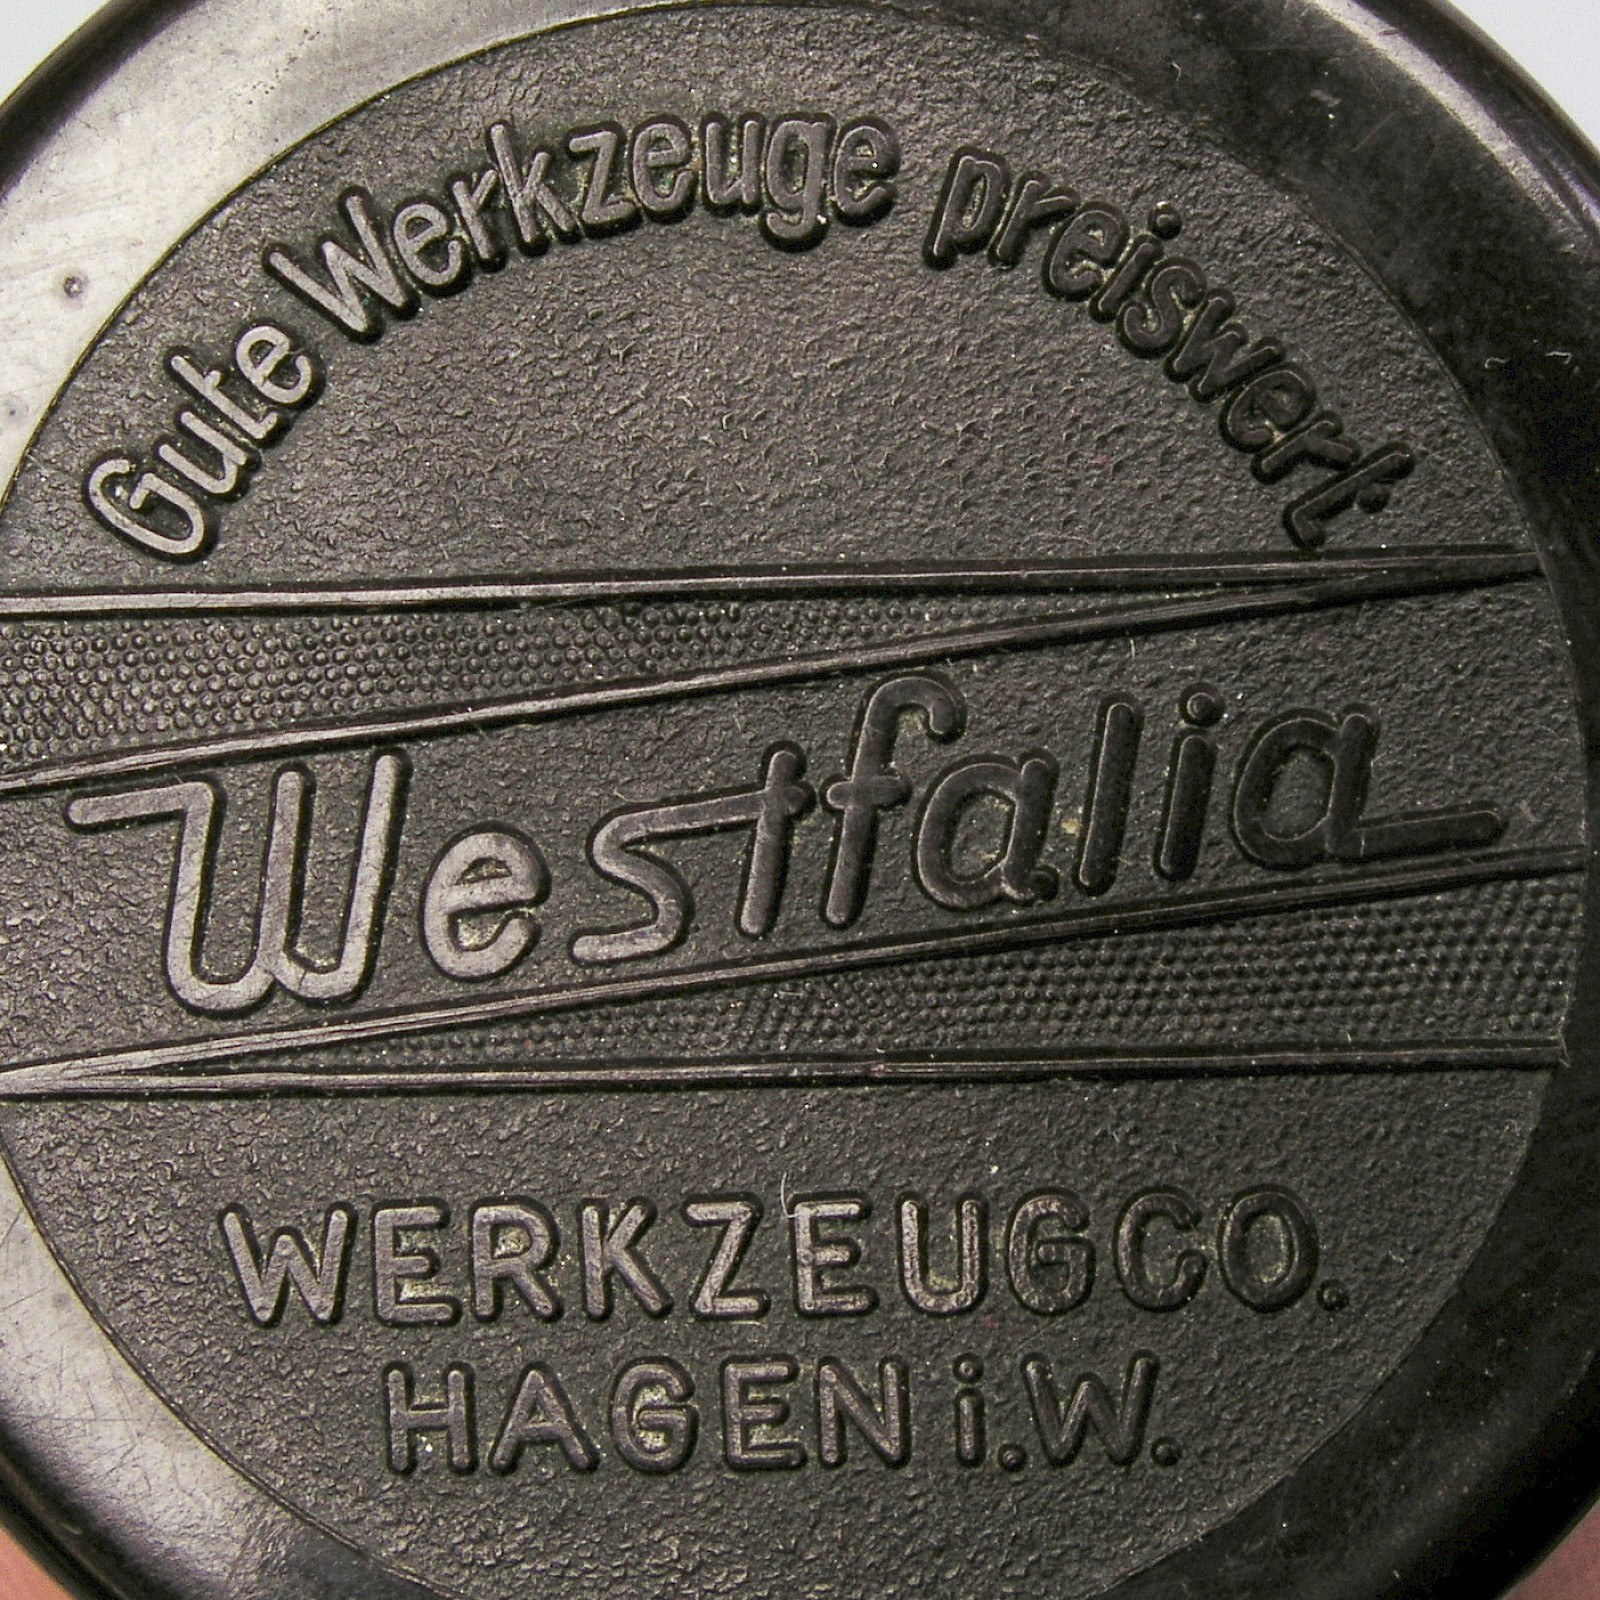 Gute Werkzeuge preiswert
Westfalia
WERKZEUGCO.
HAGEN i.W.